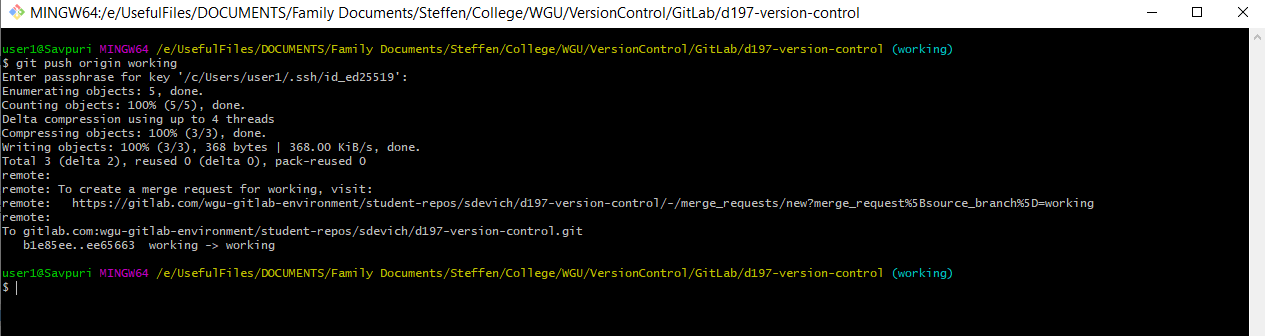 MINGW64:/e/UsefulFiles/DOCUMENTS/Family Documents/Steffen/College/WGU/VersionControl/GitLab/d197-version-control
user1@Savpuri MINGW64 /e/UsefulFiles/DOCUMENTS/Family Documents/Steffen/College/WGU/VersionControl/GitLab/d197-version-control (working)
$ git push origin working
Enter passphrase for key '/c/Users/user1/.ssh/id_ed25519':
Enumerating objects: 5, done.
Counting objects: 100% (5/5), done.
Delta compression using up to 4 threads
Compressing objects: 100% (3/3), done.
Writing objects: 100% (3/3), 368 bytes | 368.00 KiB/s, done.
Total 3 (delta 2), reused 0 (delta 0), pack-reused 0
remote:
remote: To create a merge request for working, visit:
remote:   https://gitlab.com/wgu-gitlab-environment/student-repos/sdevich/d197-version-control/-/merge_requests/new?merge_request%5Bsource_branch%5D=working
remote:
To gitlab.com:wgu-gitlab-environment/student-repos/sdevich/d197-version-control.git
   b1e85ee..ee65663  working -> working
user1@Savpuri MINGW64 /e/UsefulFiles/DOCUMENTS/Family Documents/Steffen/College/WGU/VersionControl/GitLab/d197-version-control (working)
$